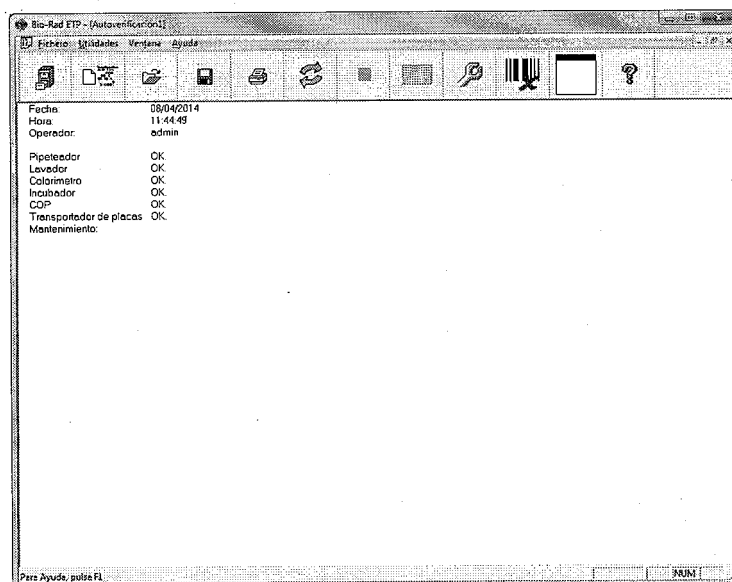 Bio-Rad ETP - [Autoverificación1]
Fichero Utilidades Ventana Ayuda
Fecha: 08/04/2014
Hora: 11:44:49
Operador: admin
Pipeteador OK.
Lavador OK.
Colorimetro OK.
Incubador OK.
COP OK.
Transportador de placas OK.
Mantenimiento:
Para Ayuda, pulse F1
NUM